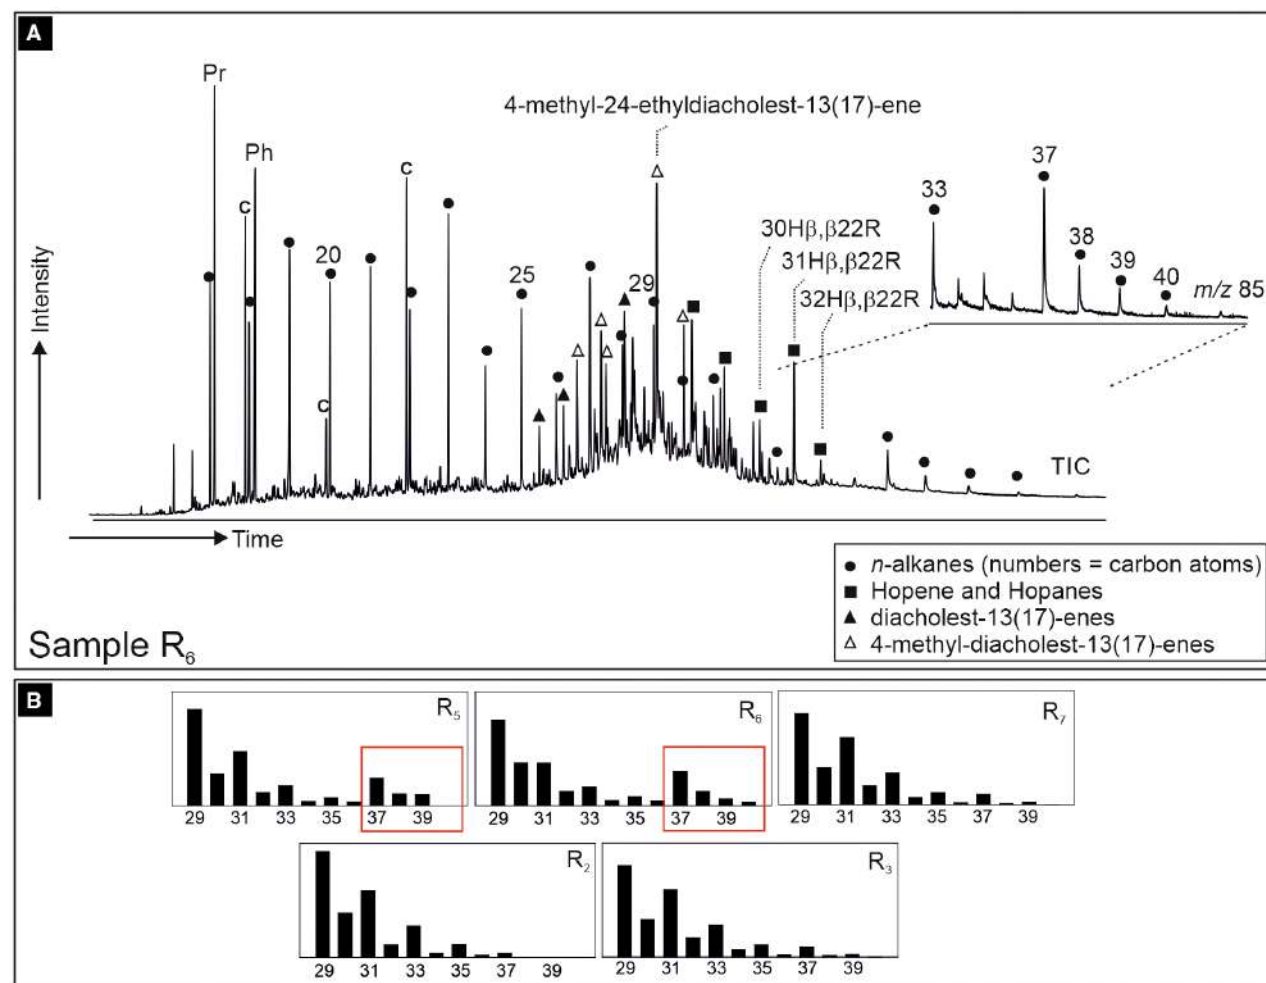 A
Pr
4-methyl-24-ethyldiacholest-13(17)-ene
Ph
C
C
37
33
30Hβ,β22R
38
20
31Hβ,β22R
39
25
29
32Hβ,β22R
40
m/z 85
Intensity
C
TIC
Time
n-alkanes (numbers = carbon atoms)
Hopene and Hopanes
diacholest-13(17)-enes
4-methyl-diacholest-13(17)-enes
Sample R₆
B
R₅
29 31 33 35 37 39
R₆
29 31 33 35 37 39
R₇
29 31 33 35 37 39
R₂
29 31 33 35 37 39
R₃
29 31 33 35 37 39